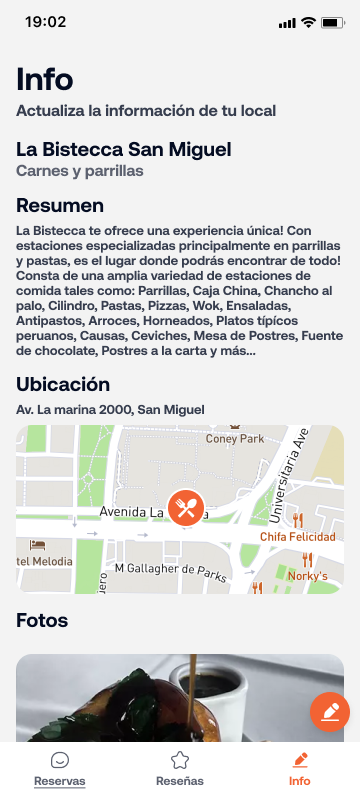 19:02
Info
Actualiza la información de tu local
La Bistecca San Miguel
Carnes y parrillas
Resumen
La Bistecca te ofrece una experiencia única! Con
estaciones especializadas principalmente en parrillas
y pastas, es el lugar donde podrás encontrar de todo!
Consta de una amplia variedad de estaciones de
comida tales como: Parrillas, Caja China, Chancho al
palo, Cilindro, Pastas, Pizzas, Wok, Ensaladas,
Antipastos, Arroces, Horneados, Platos típicos
peruanos, Causas, Ceviches, Mesa de Postres, Fuente
de chocolate, Postres a la carta y más...
Ubicación
Av. La marina 2000, San Miguel
Coney Park
Universitaria Ave
Avenida La a
Chifa Felicidad
tel Melodia
M Gallagher de Parks
Norky's
ero
Fotos
Reservas
Reseñas
Info